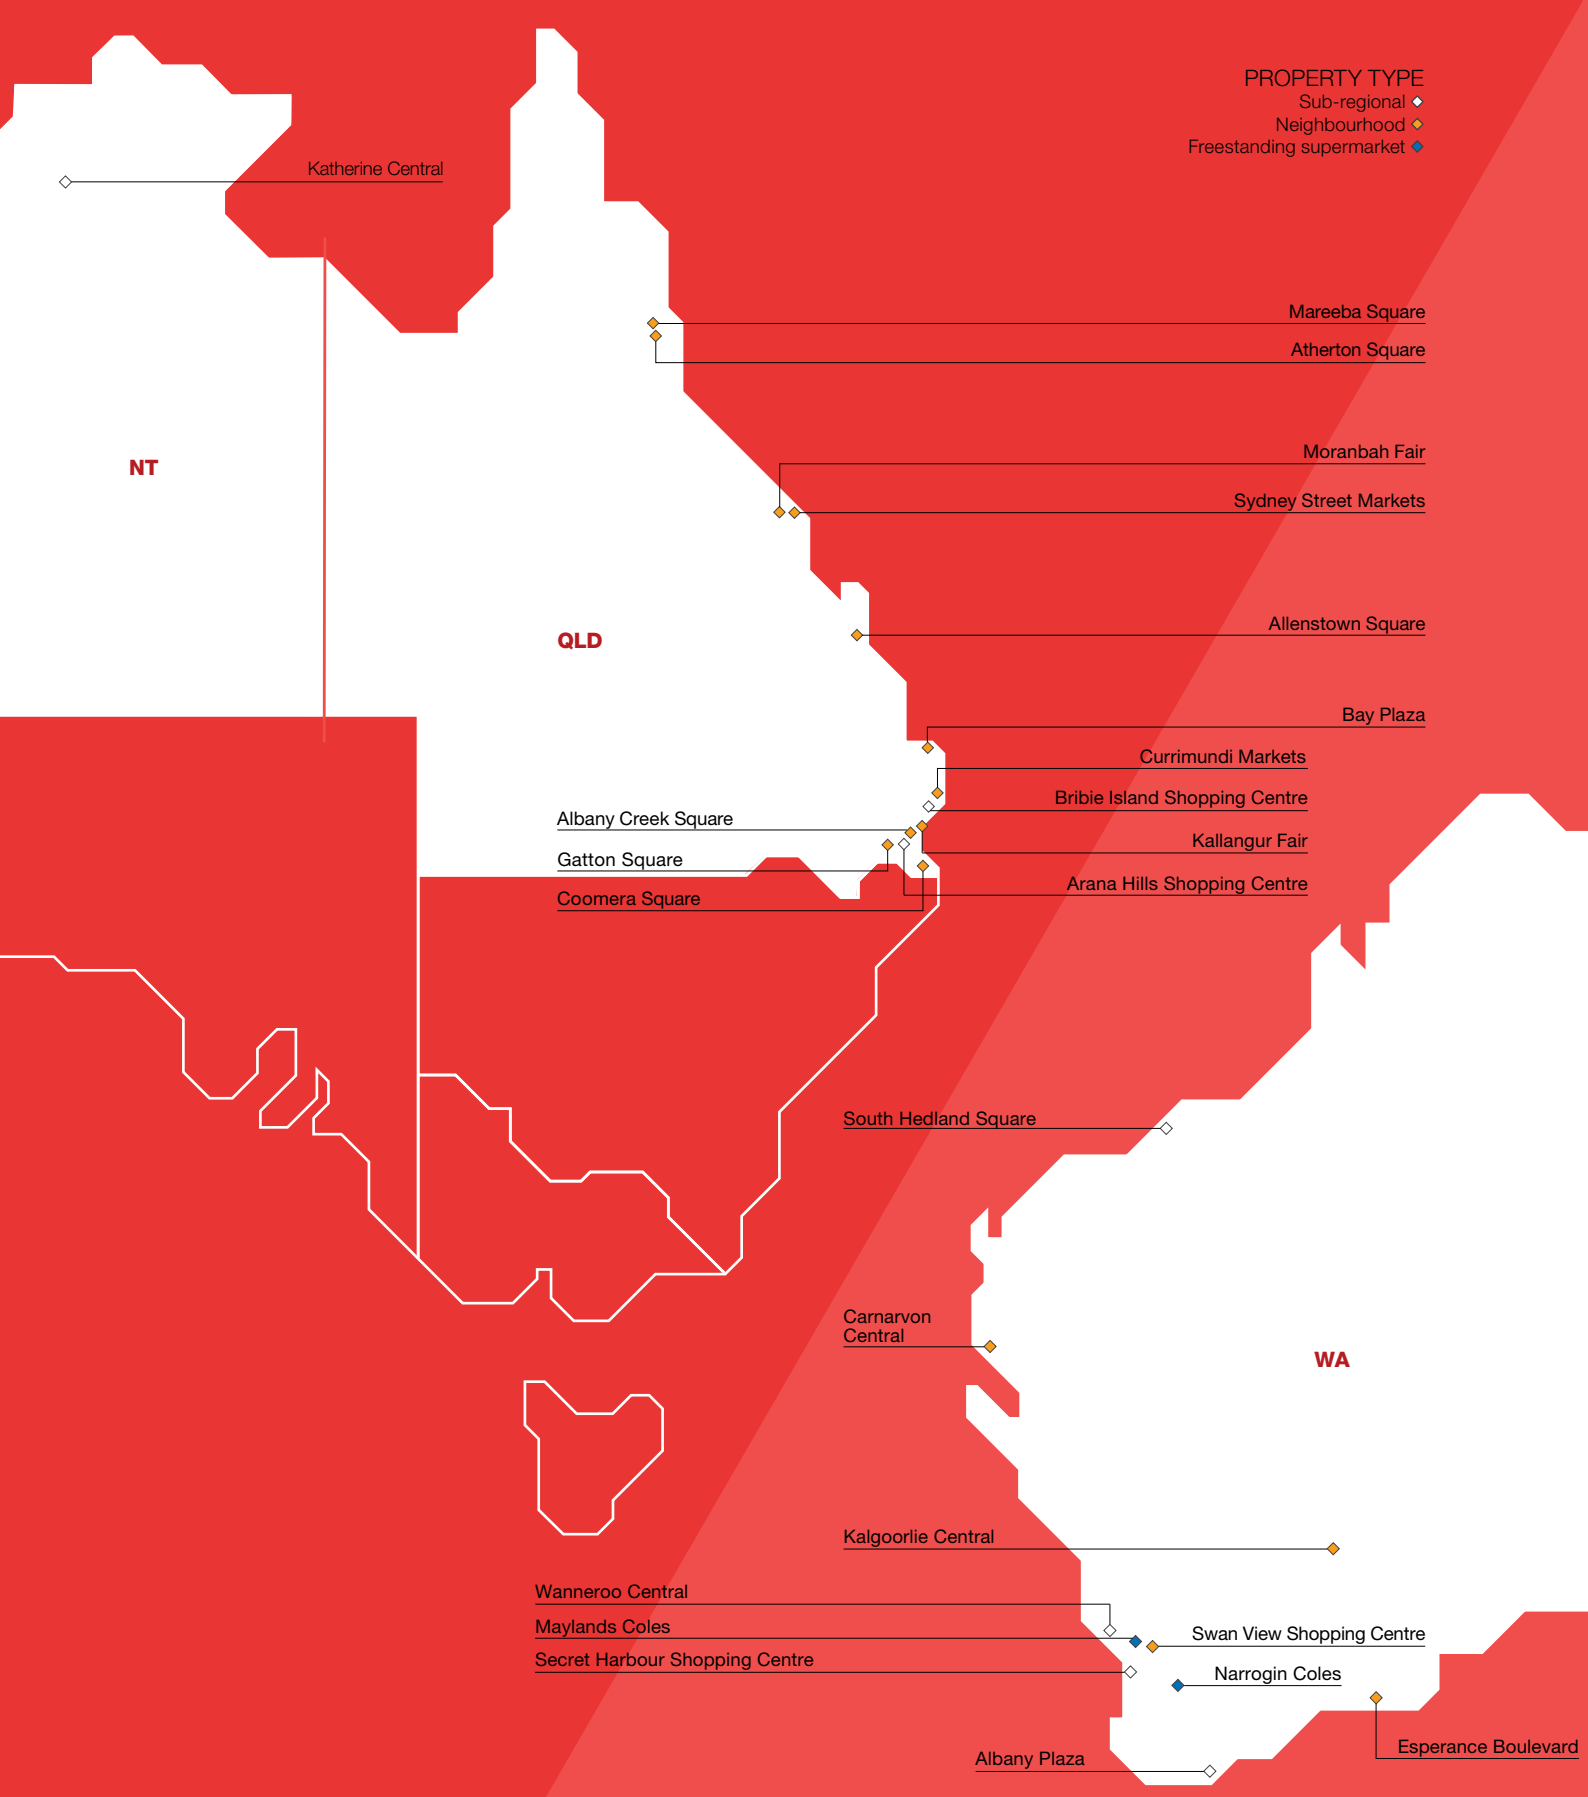 PROPERTY TYPE
Sub-regional
Neighbourhood
Freestanding supermarket
Katherine Central
Mareeba Square
Atherton Square
NT
Moranbah Fair
Sydney Street Markets
Allenstown Square
QLD
Bay Plaza
Currimundi Markets
Bribie Island Shopping Centre
Albany Creek Square
Kallangur Fair
Gatton Square
Arana Hills Shopping Centre
Coomera Square
South Hedland Square
Carnarvon
Central
WA
Kalgoorlie Central
Wanneroo Central
Maylands Coles
Swan View Shopping Centre
Secret Harbour Shopping Centre
Narrogin Coles
Esperance Boulevard
Albany Plaza